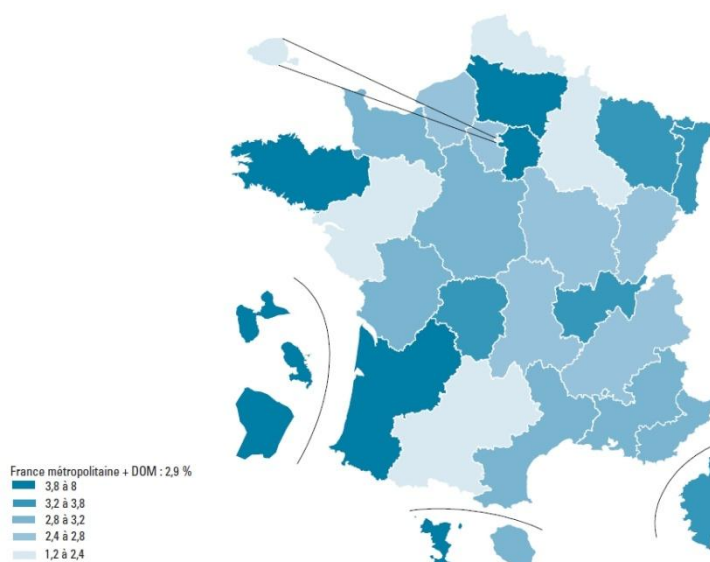 France métropolitaine + DOM : 2,9 %
3,8 à 8
3,2 à 3,8
2,8 à 3,2
2,4 à 2,8
1,2 à 2,4